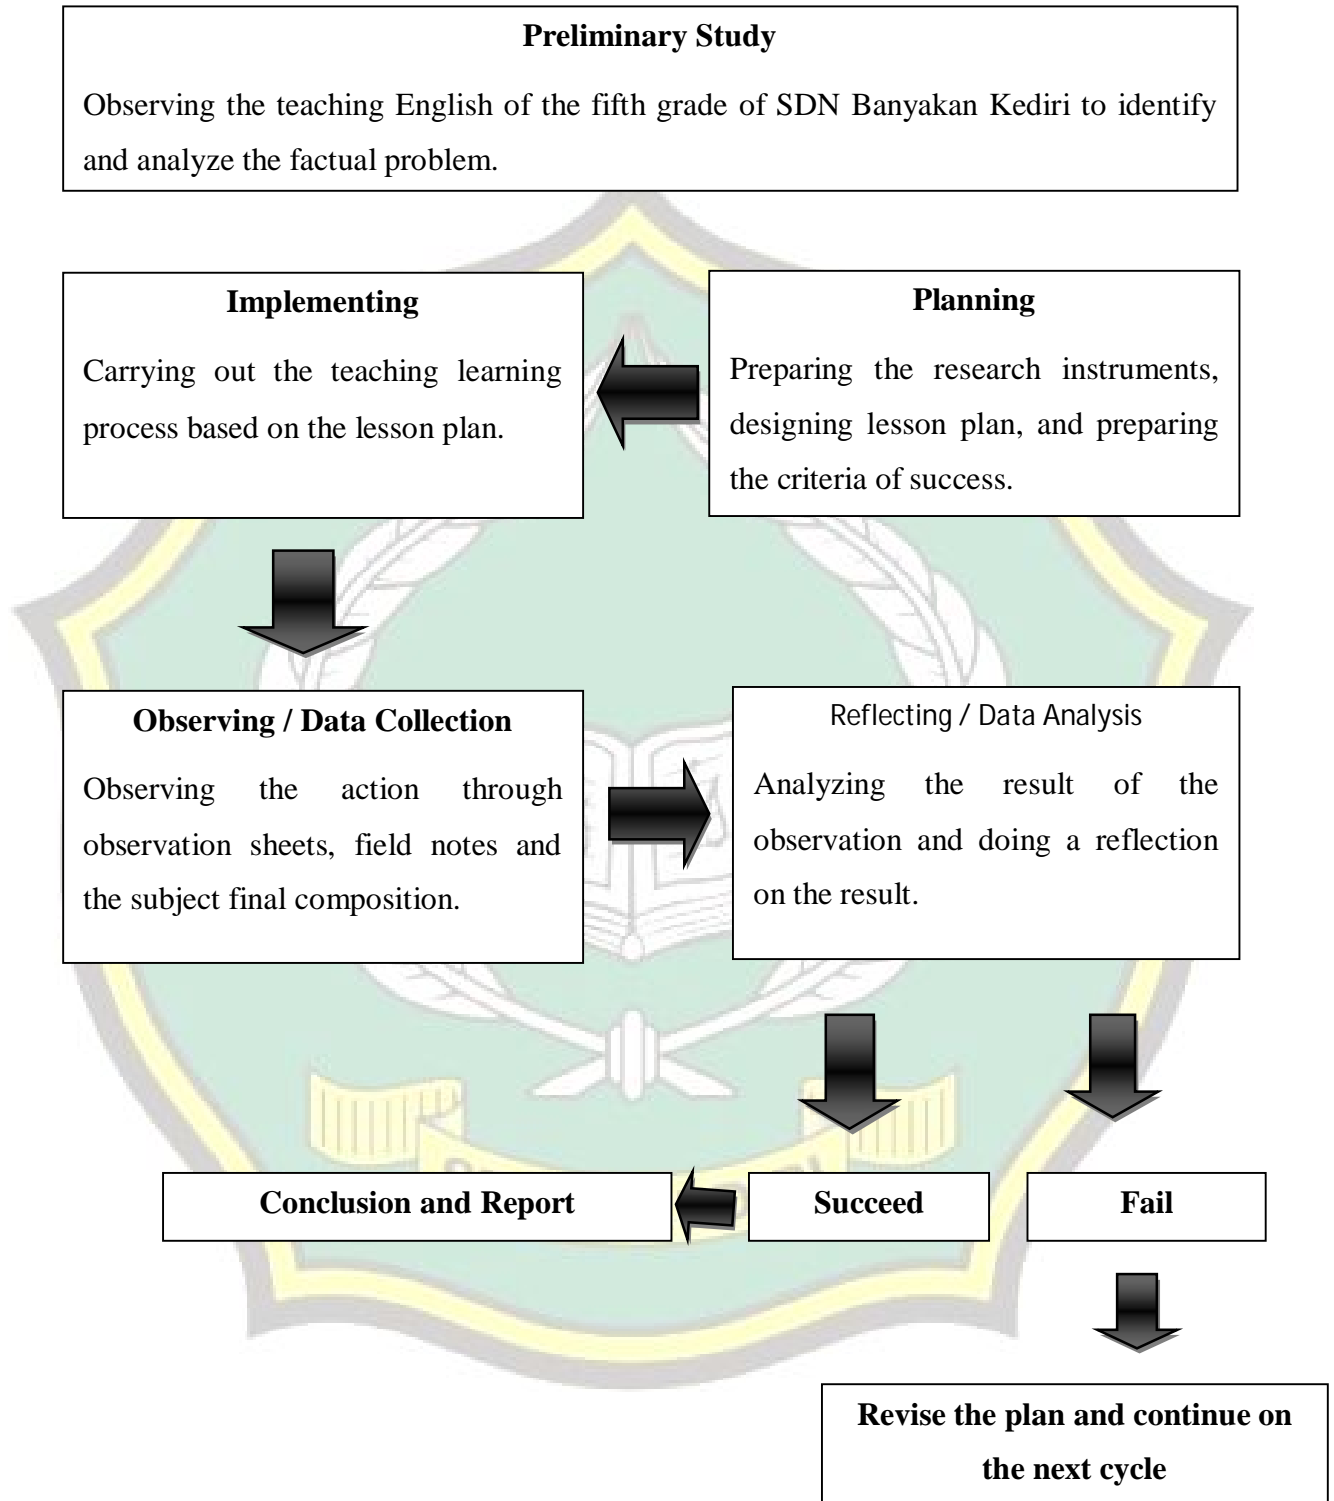 Preliminary Study
Observing the teaching English of the fifth grade of SDN Banyakan Kediri to identify
and analyze the factual problem.
Planning
Preparing the research instruments,
designing lesson plan, and preparing
the criteria of success.
Implementing
Carrying out the teaching learning
process based on the lesson plan.
Observing / Data Collection
Observing the action through
observation sheets, field notes and
the subject final composition.
Reflecting / Data Analysis
Analyzing the result of the
observation and doing a reflection
on the result.
Conclusion and Report
Succeed
Fail
Revise the plan and continue on
the next cycle